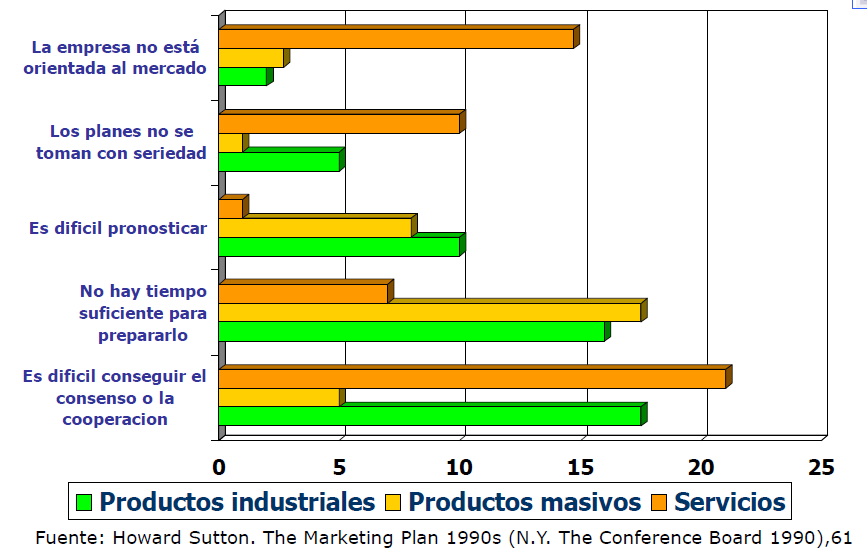 La empresa no está
orientada al mercado
Los planes no se
toman con seriedad
Es dificil pronosticar
No hay tiempo
suficiente para
prepararlo
Es dificil conseguir el
consenso o la
cooperacion
0 5 10 15 20 25
Productos industriales Productos masivos Servicios
Fuente: Howard Sutton. The Marketing Plan 1990s (N.Y. The Conference Board 1990),61